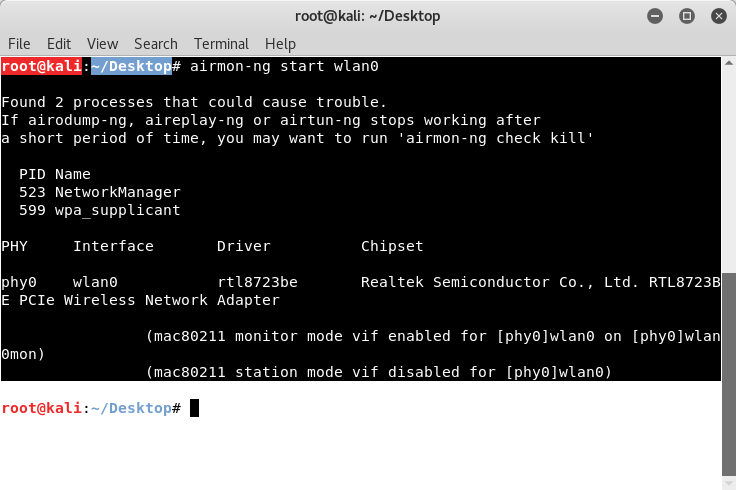 root@kali: ~/Desktop
File Edit View Search Terminal Help
root@kali:~/Desktop# airmon-ng start wlan0
Found 2 processes that could cause trouble.
If airodump-ng, aireplay-ng or airtun-ng stops working after
a short period of time, you may want to run 'airmon-ng check kill'
PID Name
523 NetworkManager
599 wpa_supplicant
PHY Interface Driver Chipset
phy0 wlan0 rtl8723be Realtek Semiconductor Co., Ltd. RTL8723B
E PCIe Wireless Network Adapter
(mac80211 monitor mode vif enabled for [phy0]wlan0 on [phy0]wlan
0mon)
(mac80211 station mode vif disabled for [phy0]wlan0)
root@kali:~/Desktop#